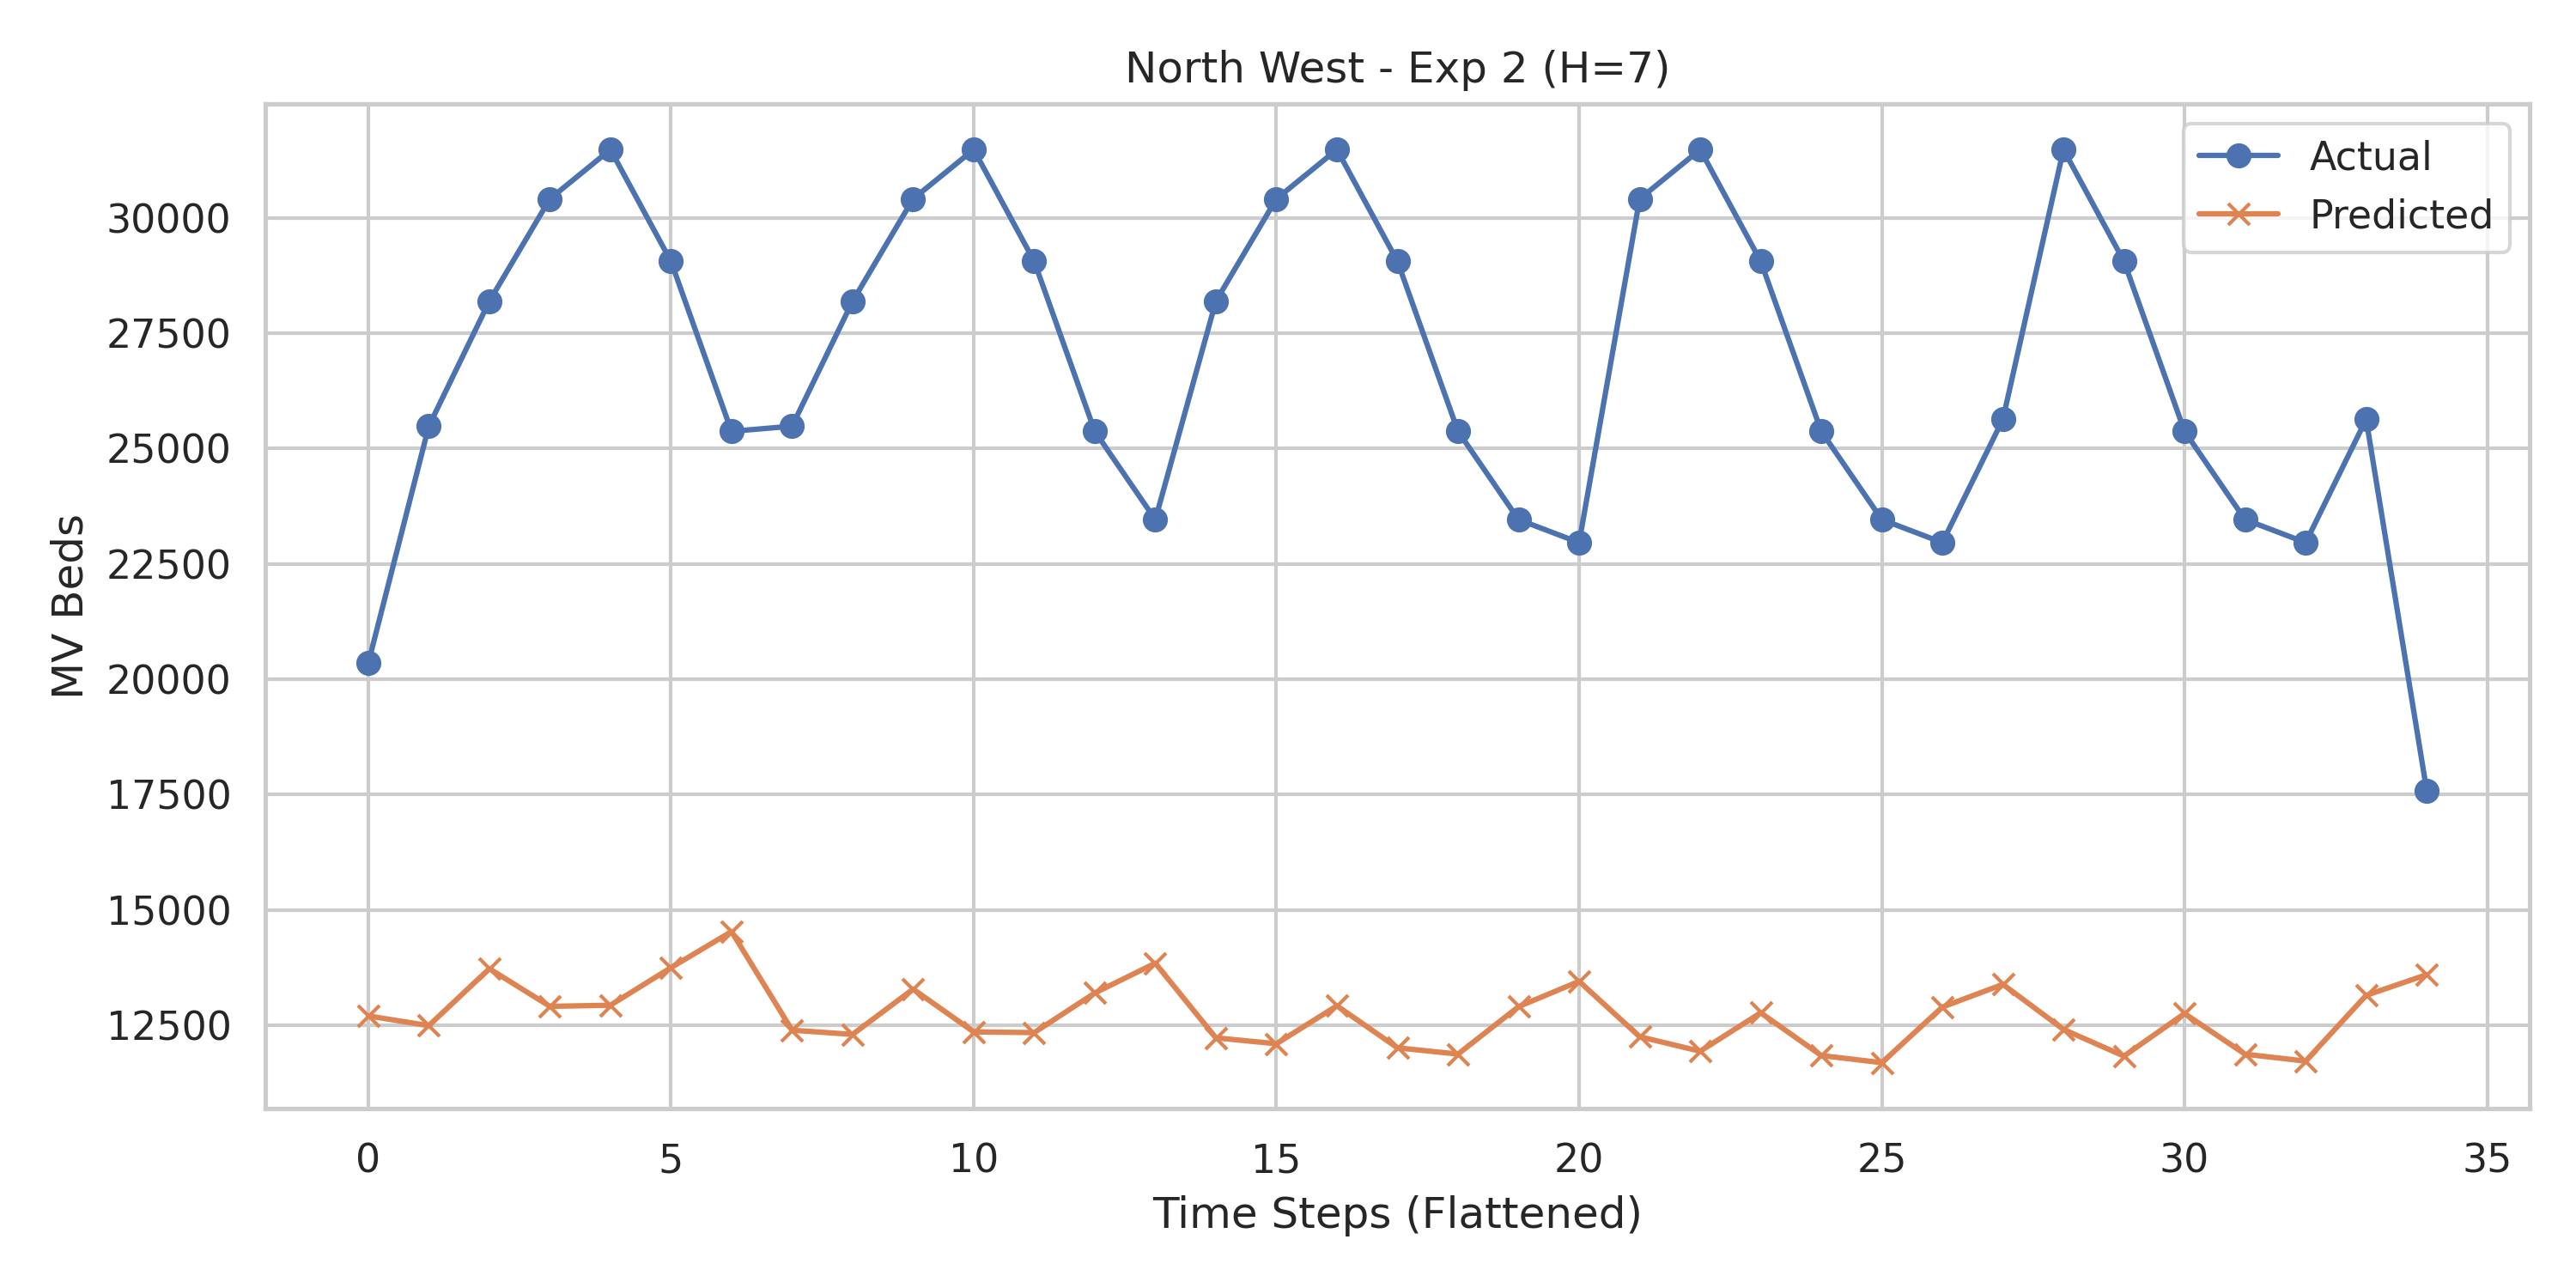 North West - Exp 2 (H=7)
Actual
Predicted
MV Beds
30000
27500
25000
22500
20000
17500
15000
12500
0 5 10 15 20 25 30 35
Time Steps (Flattened)